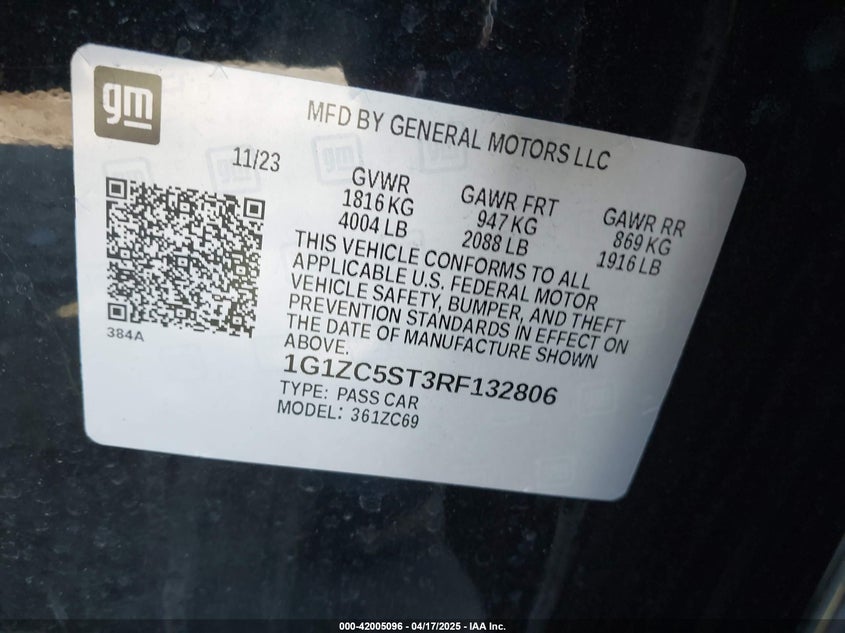 gm
MFD BY GENERAL MOTORS LLC
11/23
GVWR
1816 KG
4004 LB
GAWR FRT
947 KG
2088 LB
GAWR RR
869 KG
1916 LB
THIS VEHICLE CONFORMS TO ALL
APPLICABLE U.S. FEDERAL MOTOR
VEHICLE SAFETY, BUMPER, AND THEFT
PREVENTION STANDARDS IN EFFECT ON
THE DATE OF MANUFACTURE SHOWN
ABOVE.
384A
1G1ZC5ST3RF132806
TYPE: PASS CAR
MODEL: 361ZC69
000-42005096 - 04/17/2025 - IAA Inc.